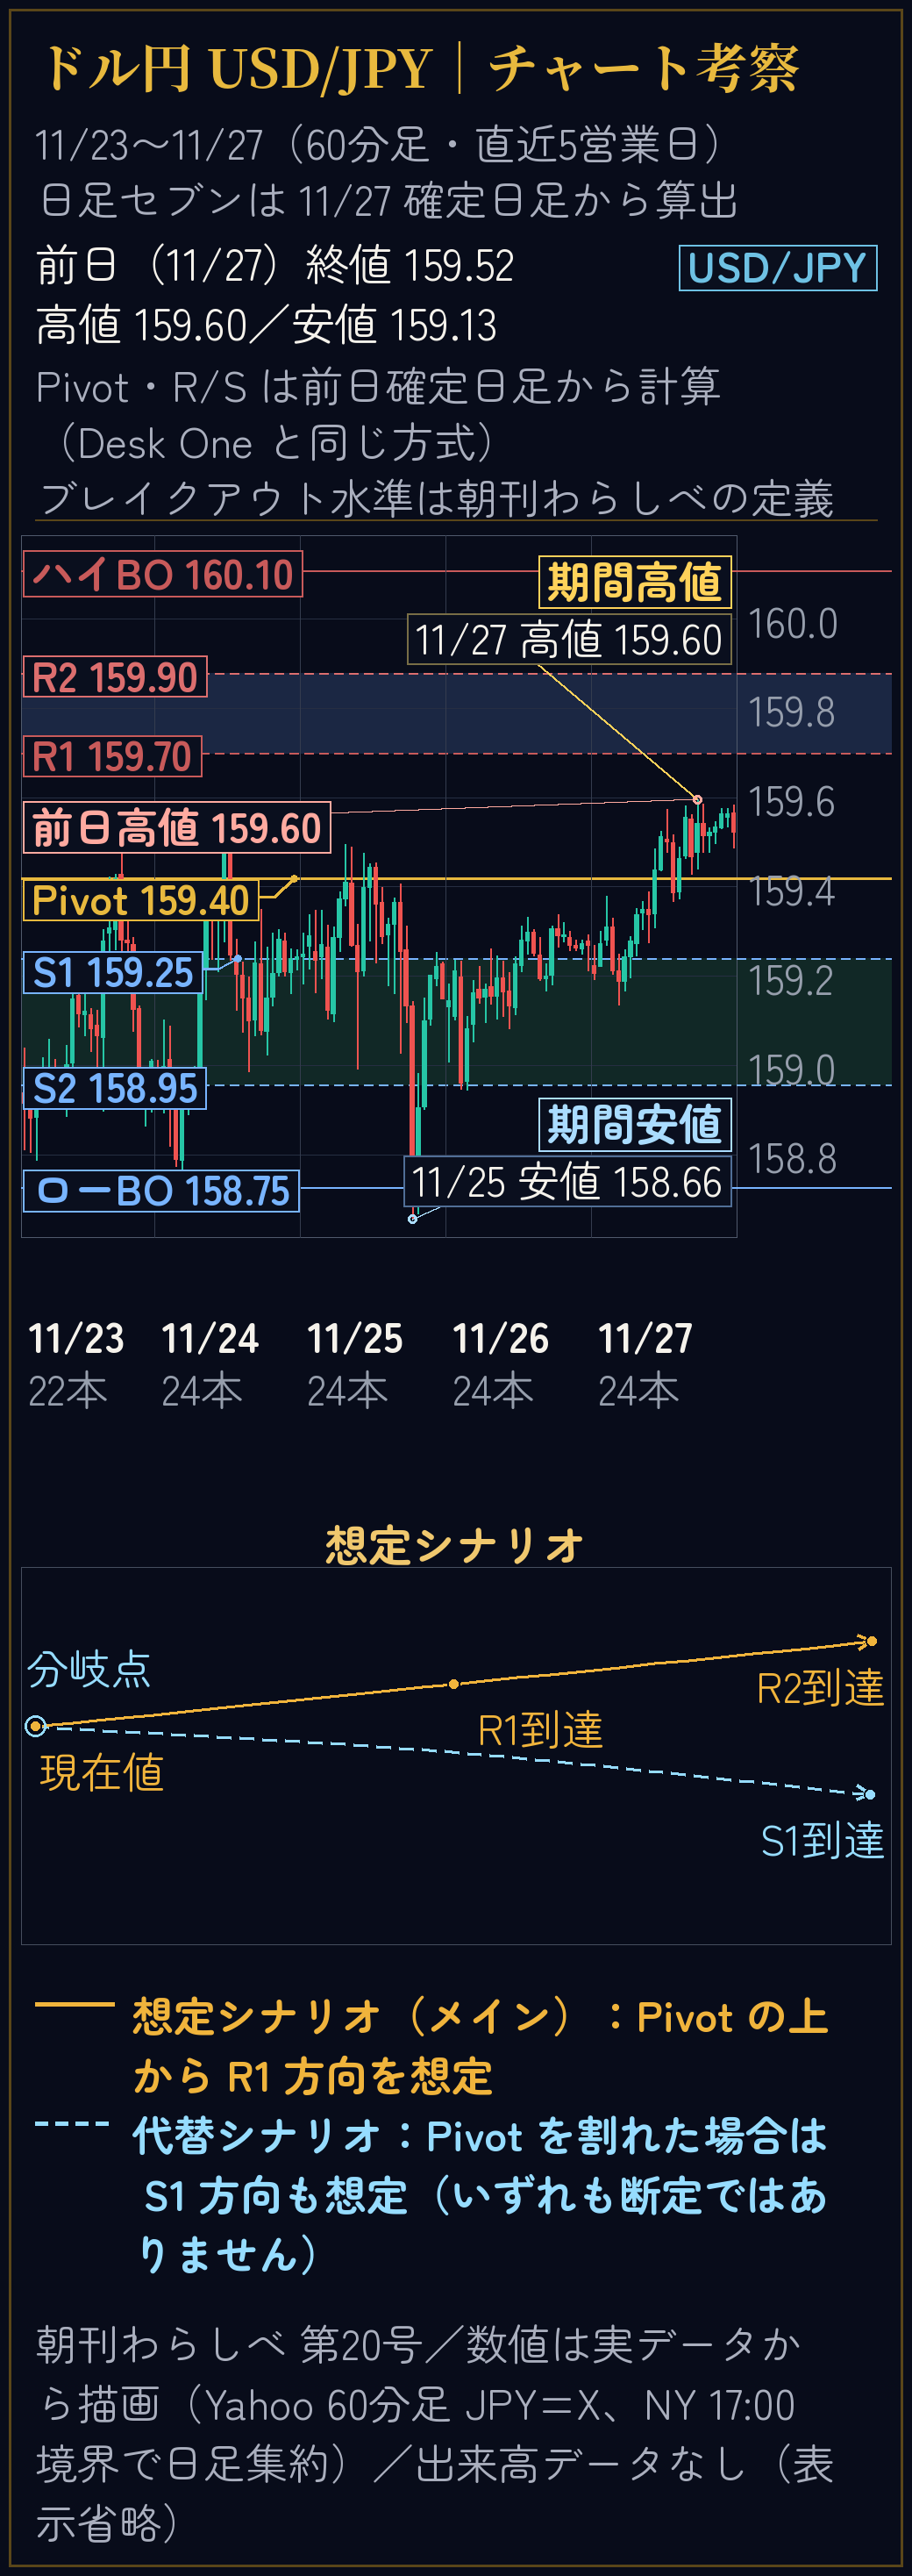 ドル円 USD/JPY｜チャート考察
11/23〜11/27（60分足・直近5営業日）
日足セブンは 11/27 確定日足から算出
前日（11/27）終値 159.52
USD/JPY
高値 159.60／安値 159.13
Pivot・R/S は前日確定日足から計算
（Desk One と同じ方式）
ブレイクアウト水準は朝刊わらしべの定義
ハイBO 160.10
期間高値
11/27 高値 159.60
160.0
R2 159.90
159.8
R1 159.70
159.6
前日高値 159.60
Pivot 159.40
159.4
S1 159.25
159.2
S2 158.95
159.0
期間安値
11/25 安値 158.66
158.8
ローBO 158.75
11/23 11/24 11/25 11/26 11/27
22本 24本 24本 24本 24本
想定シナリオ
分岐点
R2到達
R1到達
現在値
S1到達
想定シナリオ（メイン）：Pivot の上
から R1 方向を想定
代替シナリオ：Pivot を割れた場合は
S1 方向も想定（いずれも断定ではあ
りません）
朝刊わらしべ 第20号／数値は実データか
ら描画（Yahoo 60分足 JPY=X、NY 17:00
境界で日足集約）／出来高データなし（表
示省略）